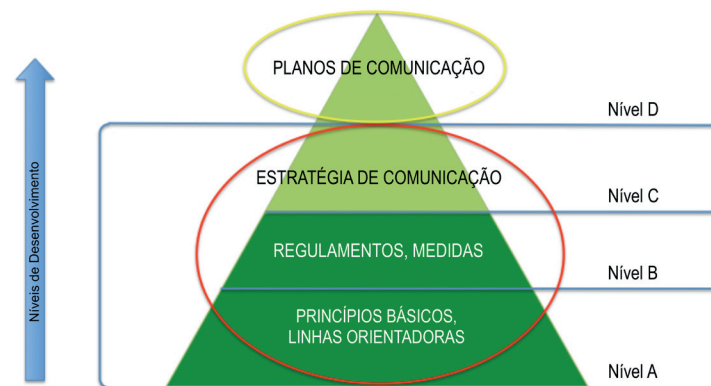 PLANOS DE COMUNICAÇÃO
Nível D
ESTRATÉGIA DE COMUNICAÇÃO
Nível C
REGULAMENTOS, MEDIDAS
Nível B
PRINCÍPIOS BÁSICOS,
LINHAS ORIENTADORAS
Nível A
Níveis de Desenvolvimento